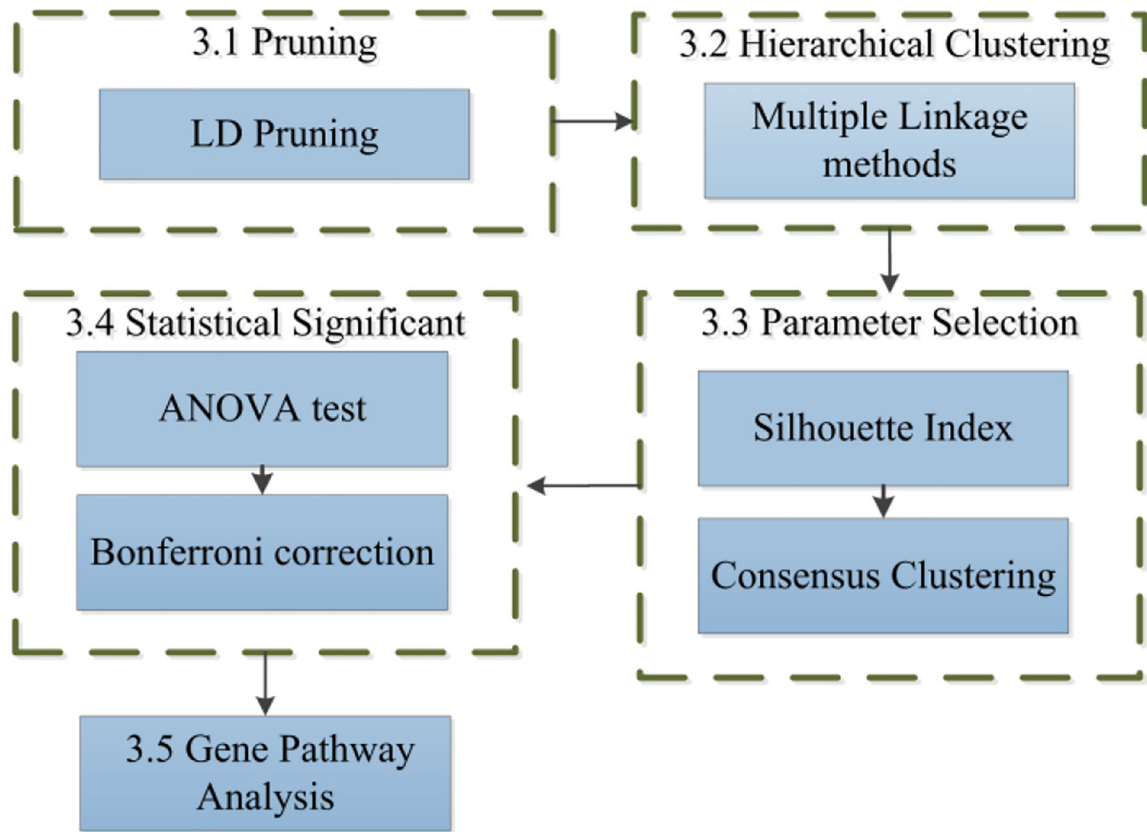 3.1 Pruning
LD Pruning
3.2 Hierarchical Clustering
Multiple Linkage
methods
3.3 Parameter Selection
Silhouette Index
Consensus Clustering
3.4 Statistical Significant
ANOVA test
Bonferroni correction
3.5 Gene Pathway
Analysis